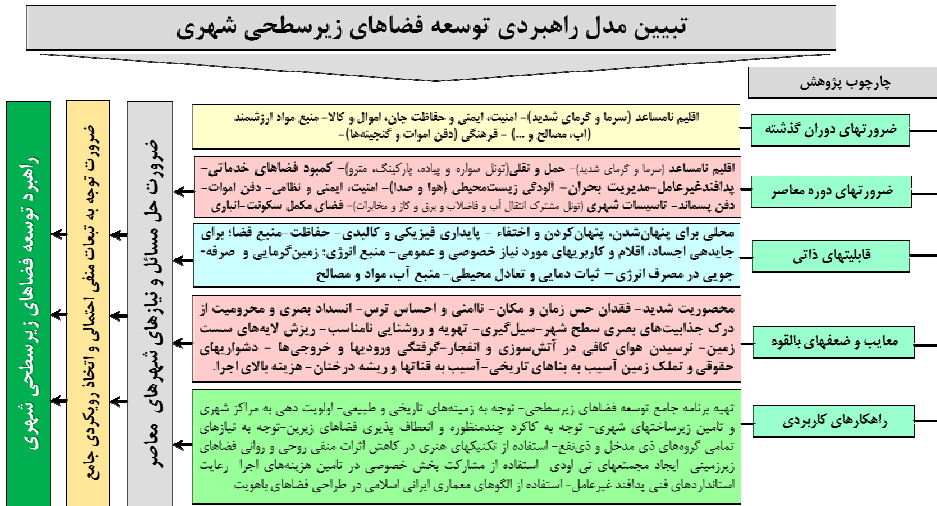 تبیین مدل راهبردی توسعه فضاهای زیرسطحی شهری
چارچوب پژوهش
ضرورتهای دوران گذشته
اقلیم نامساعد (سرما و گرمای شدید)- امنیت، ایمنی و حفاظت جان، اموال و کالا- منبع مواد ارزشمند
(آب، مصالح و ...) - فرهنگی (دفن اموات و گنجینه‌ها)-
ضرورتهای دوره معاصر
اقلیم نامساعد (سرما و گرمای شدید)- حمل و نقلی(تونل سواره و پیاده، پارکینگ، مترو)- کمبود فضاهای خدماتی-
پدافندغیرعامل-مدیریت بحران- آلودگی زیست‌محیطی (هوا و صدا)- امنیت، ایمنی و نظامی- دفن اموات-
دفن پسماند- تاسیسات شهری (تونل مشترک انتقال آب و فاضلاب و برق و گاز و مخابرات)- فضای مکمل سکونت-انباری
قابلیتهای ذاتی
محلی برای پنهان‌شدن، پنهان‌کردن و اختفاء - پایداری فیزیکی و کالبدی- حفاظت-منبع فضا؛ برای
جایدهی اجساد، اقلام و کاربریهای مورد نیاز خصوصی و عمومی- منبع انرژی: زمین‌گرمایی و صرفه-
جویی در مصرف انرژی – ثبات دمایی و تعادل محیطی-منبع آب، مواد و مصالح
معایب و ضعفهای بالقوه
محصوریت شدید- فقندان حس زمان و مکان- ناامنی و احساس ترس- انسداد بصری و محرومیت از
درک جذابیت‌های بصری سطح شهر-سیل‌گیری- تهویه و روشنایی نامناسب- ریزش لایه‌های سست
زمین- نرسیدن هوای کافی در آتش‌سوزی و انفجار-گرفتگی ورودیها و خروجی‌ها - دشواریهای
حقوقی و تملک زمین آسیب به بناهای تاریخی-آسیب به قناتها و ریشه درختان- هزینه بالای اجرا.
راهکارهای کاربردی
تهیه برنامه جامع توسعه فضاهای زیرسطحی- توجه به زمینه‌های تاریخی و طبیعی- اولویت دهی به مراکز شهری
و تامین زیرساختهای شهری- توجه به کاکرد چندمنظوره و انعطاف پذیری فضاهای زیرین-توجه به نیازهای
تمامی گروه‌های ذی مدخل و ذی‌نفع- استفاده از تکنیکهای هنری در کاهش اثرات منفی روحی و روانی فضاهای
زیرزمینی ایجاد مجتمعهای تی اودی استفاده از مشارکت بخش خصوصی در تامین هزینه‌های اجرا رعایت
استانداردهای فنی پدافند غیرعامل- استفاده از الگوهای معماری ایرانی اسلامی در طراحی فضاهای باهویت.
ضرورت حل مسائل و نیازهای شهرهای معاصر
ضرورت توجه به تبعات منفی احتمالی و اتخاذ رویکردی جامع
راهبرد توسعه فضاهای زیرسطحی شهری